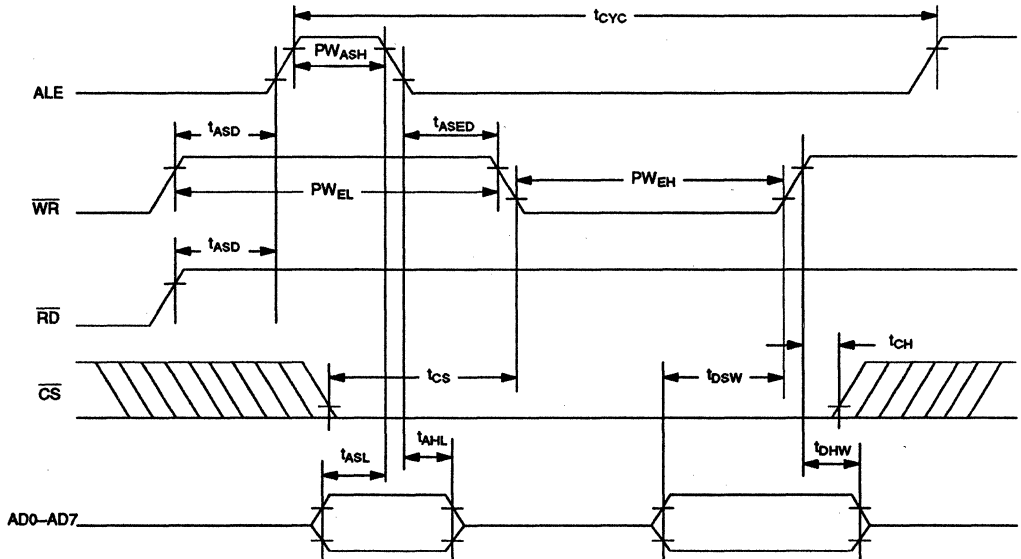 tCYC
PWASH
ALE
tASD
tASED
PWEL
PWEH
WR
tASD
RD
tCH
CS
tCS
tDSW
tASL
tAHL
tDHW
AD0–AD7